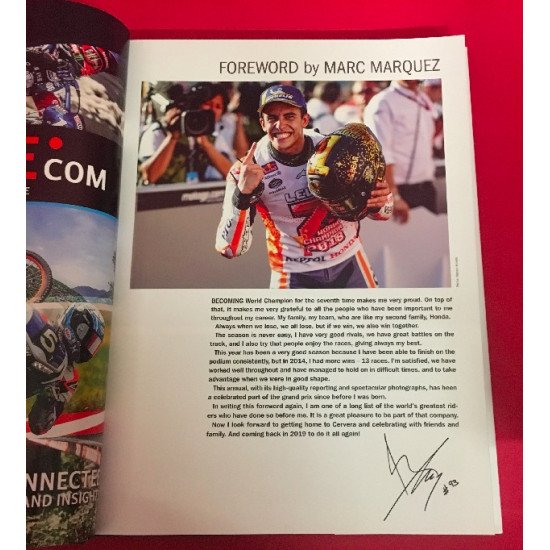 FOREWORD by MARC MARQUEZ
E:COM
E
NNECTED
AND INSIGHT
MICHELIN
7
WORLD
CHAMPION
2018
HONDA
BECOMING World Champion for the seventh time makes me very proud. On top of
that, it makes me very grateful to all the people who have been important to me
throughout my career. My family, my team, who are like my second family, Honda.
Always when we lose, we all lose, but if we win, we also win together.
The season is never easy, I have very good rivals, we have great battles on the
track, and I also try that people enjoy the races, giving always my best.
This year has been a very good season because I have been able to finish on the
podium consistently, but in 2014, I had more wins - 13 races. I'm satisfied, we have
worked well throughout and have managed to hold on in difficult times, and to take
advantage when we were in good shape.
This annual, with its high-quality reporting and spectacular photographs, has been
a celebrated part of the grand prix since before I was born.
In writing this foreword again, I am one of a long list of the world's greatest rid-
ers who have done so before me. It is a great pleasure to be part of that company.
Now I look forward to getting home to Cervera and celebrating with friends and
family. And coming back in 2019 to do it all again!
#93